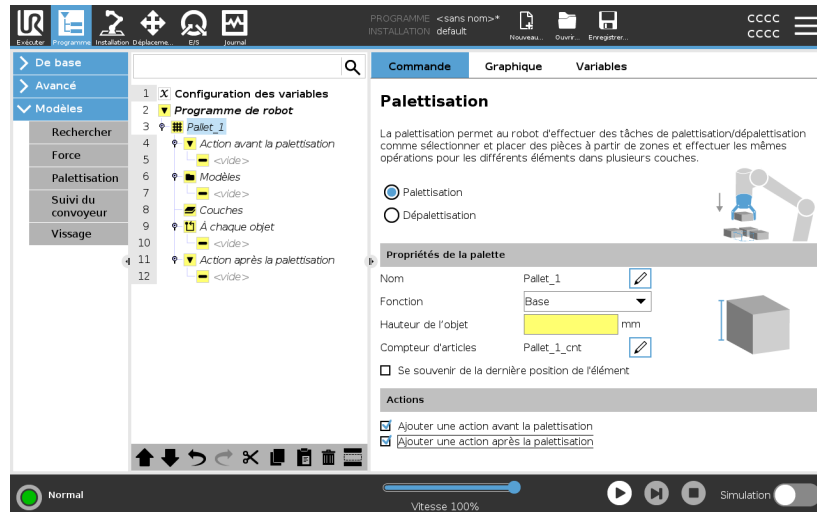 PROGRAMME <sans nom>*
INSTALLATION default
Exécuter
Programme
Installation
Déplaceme...
E/S
Journal
Nouveau...
Ouvrir...
Enregistrer...
cccc
cccc
De base
Avancé
Modèles
Rechercher
Force
Palettisation
Suivi du
convoyeur
Vissage
1 X Configuration des variables
2 Programme de robot
3 Pallet_1
4 Action avant la palettisation
5 <vide>
6 Modèles
7 <vide>
8 Couches
9 À chaque objet
10 <vide>
11 Action après la palettisation
12 <vide>
Commande Graphique Variables
Palettisation
La palettisation permet au robot d'effectuer des tâches de palettisation/dépalettisation
comme sélectionner et placer des pièces à partir de zones et effectuer les mêmes
opérations pour les différents éléments dans plusieurs couches.
Palettisation
Dépalettisation
Propriétés de la palette
Nom Pallet_1
Fonction Base
Hauteur de l'objet mm
Compteur d'articles Pallet_1_cnt
Se souvenir de la dernière position de l'élément
Actions
Ajouter une action avant la palettisation
Ajouter une action après la palettisation
Normal
Vitesse 100%
Simulation